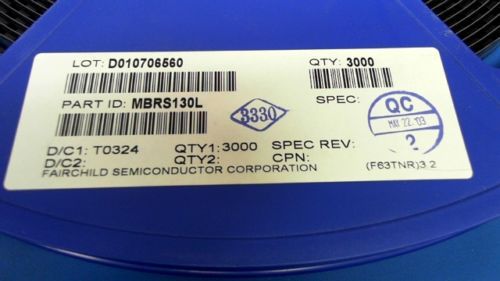 LOT: D010706560
QTY: 3000
PART ID: MBRS130L
3330
SPEC:
QC
MAY 22 '03
2
D/C1: T0324 QTY1: 3000 SPEC REV:
D/C2: QTY2: CPN:
(F63TNR)3.2
FAIRCHILD SEMICONDUCTOR CORPORATION